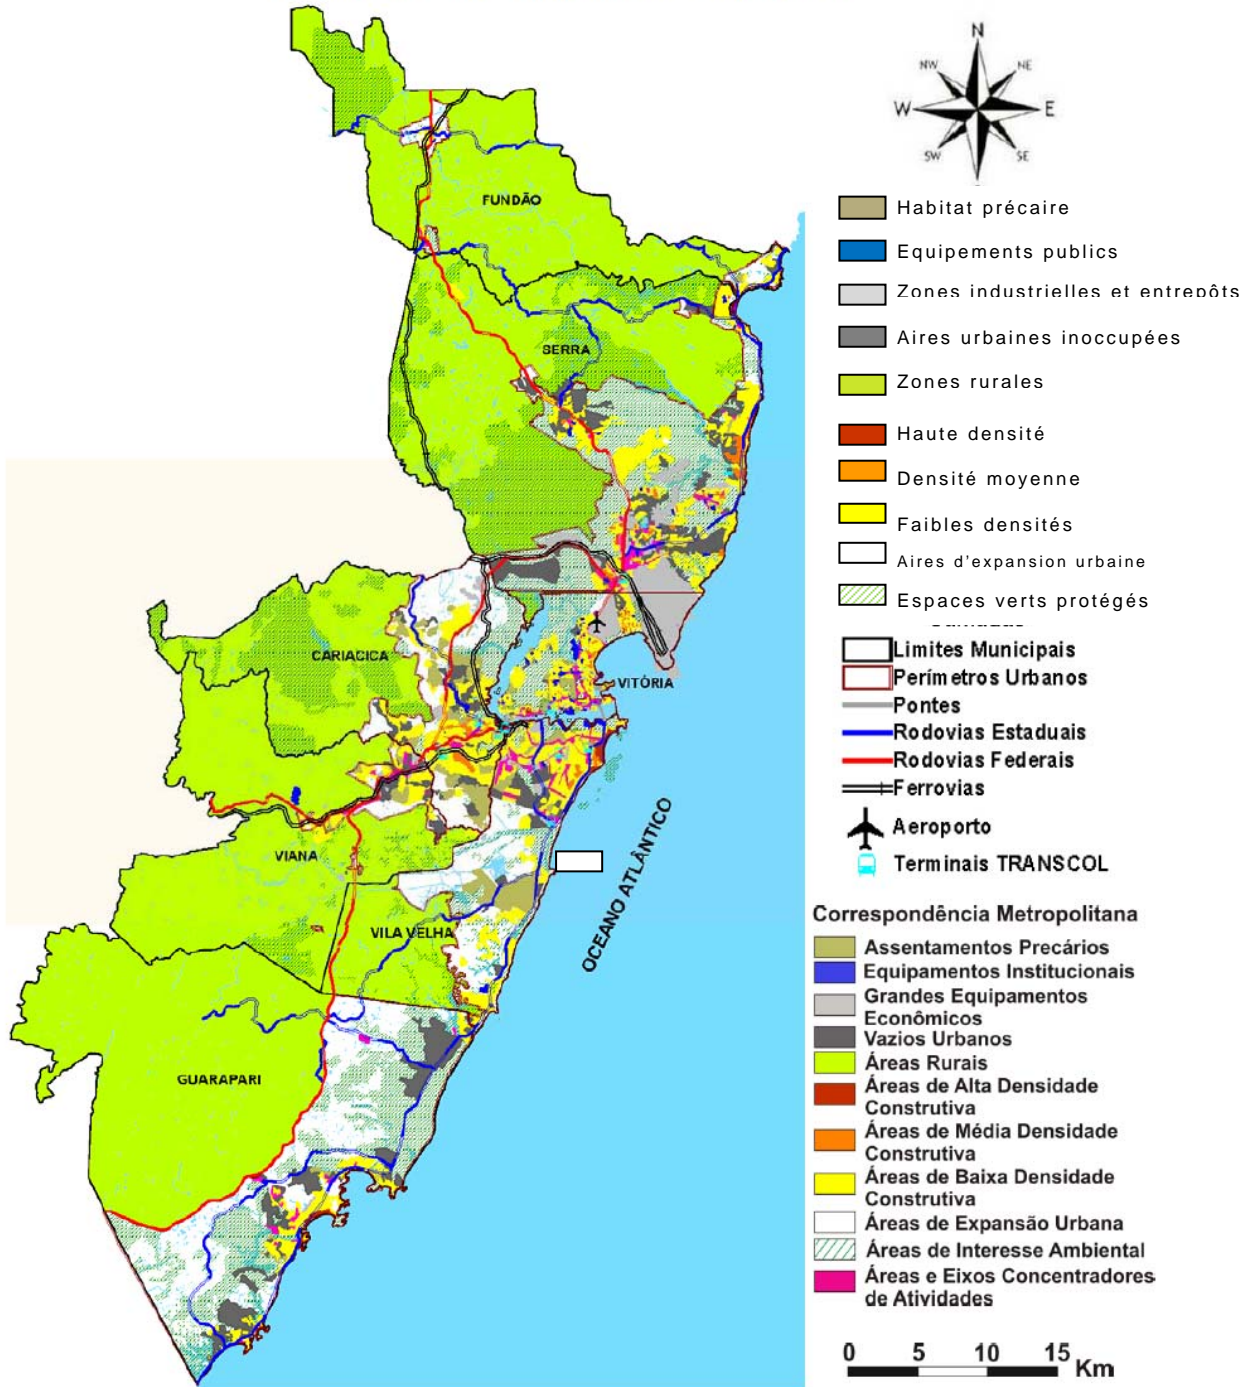 N
NW
NE
W
E
SW
SE
FUNDÃO
SERRA
CARIACICA
VITÓRIA
VIANA
VILA VELHA
GUARAPARI
OCEANO ATLÂNTICO
Habitat précaire
Equipements publics
Zones industrielles et entrepôts
Aires urbaines inoccupées
Zones rurales
Haute densité
Densité moyenne
Faibles densités
Aires d'expansion urbaine
Espaces verts protégés
Limites Municipais
Perímetros Urbanos
Pontes
Rodovias Estaduais
Rodovias Federais
Ferrovias
Aeroporto
Terminais TRANSCOL
Correspondência Metropolitana
Assentamentos Precários
Equipamentos Institucionais
Grandes Equipamentos
Econômicos
Vazios Urbanos
Áreas Rurais
Áreas de Alta Densidade
Construtiva
Áreas de Média Densidade
Construtiva
Áreas de Baixa Densidade
Construtiva
Áreas de Expansão Urbana
Áreas de Interesse Ambiental
Áreas e Eixos Concentradores
de Atividades
0 5 10 15 Km